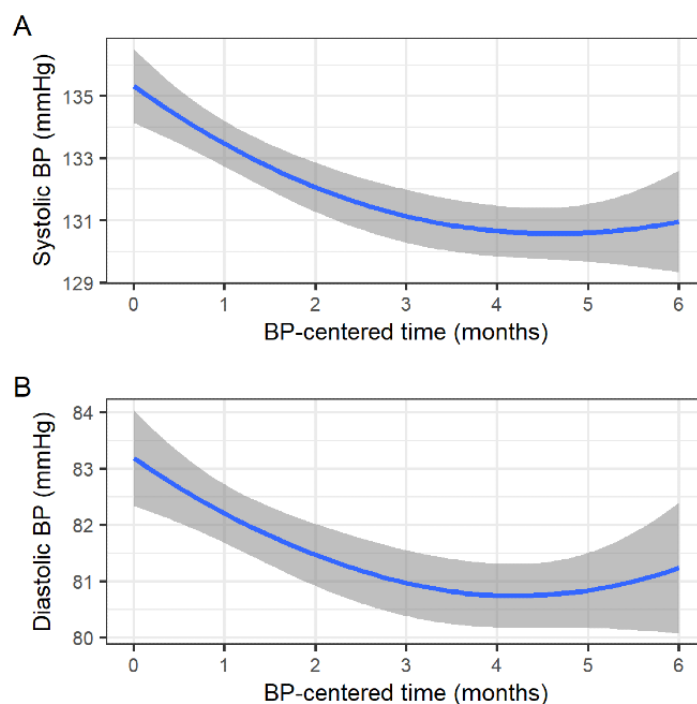 A
Systolic BP (mmHg)
135
133
131
129
0 1 2 3 4 5 6
BP-centered time (months)
B
Diastolic BP (mmHg)
84
83
82
81
80
0 1 2 3 4 5 6
BP-centered time (months)